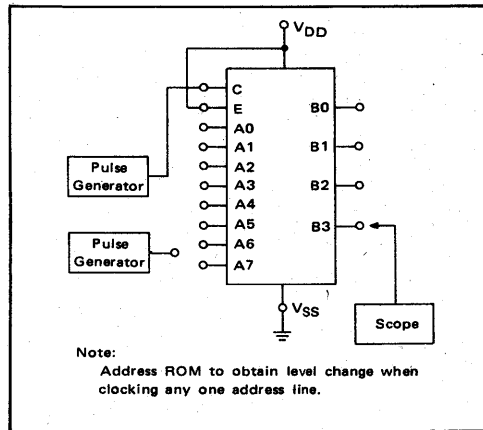 VDD
C
E
A0
A1
A2
A3
A4
A5
A6
A7
B0
B1
B2
B3
Pulse
Generator
Pulse
Generator
VSS
Scope
Note:
Address ROM to obtain level change when
clocking any one address line.